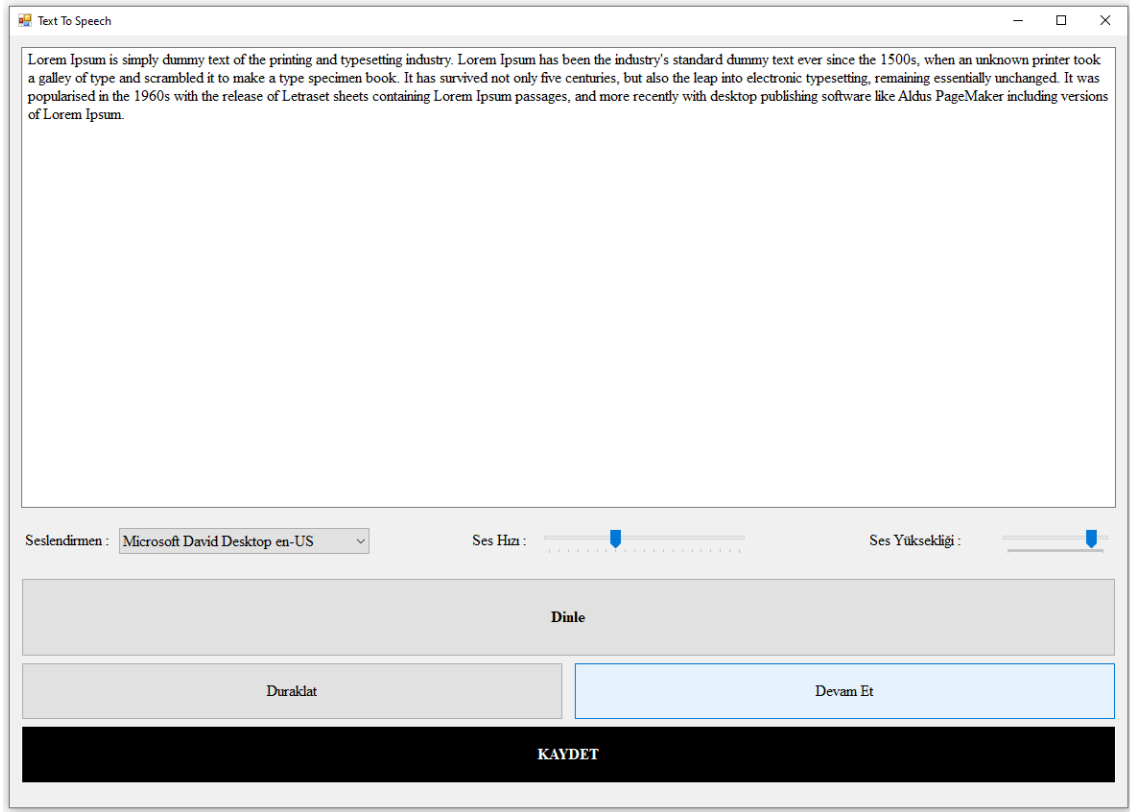 Text To Speech
Lorem Ipsum is simply dummy text of the printing and typesetting industry. Lorem Ipsum has been the industry's standard dummy text ever since the 1500s, when an unknown printer took
a galley of type and scrambled it to make a type specimen book. It has survived not only five centuries, but also the leap into electronic typesetting, remaining essentially unchanged. It was
popularised in the 1960s with the release of Letraset sheets containing Lorem Ipsum passages, and more recently with desktop publishing software like Aldus PageMaker including versions
of Lorem Ipsum.
Seslendirmen : Microsoft David Desktop en-US Ses Hızı : Ses Yüksekliği :
Dinle
Duraklat Devam Et
KAYDET